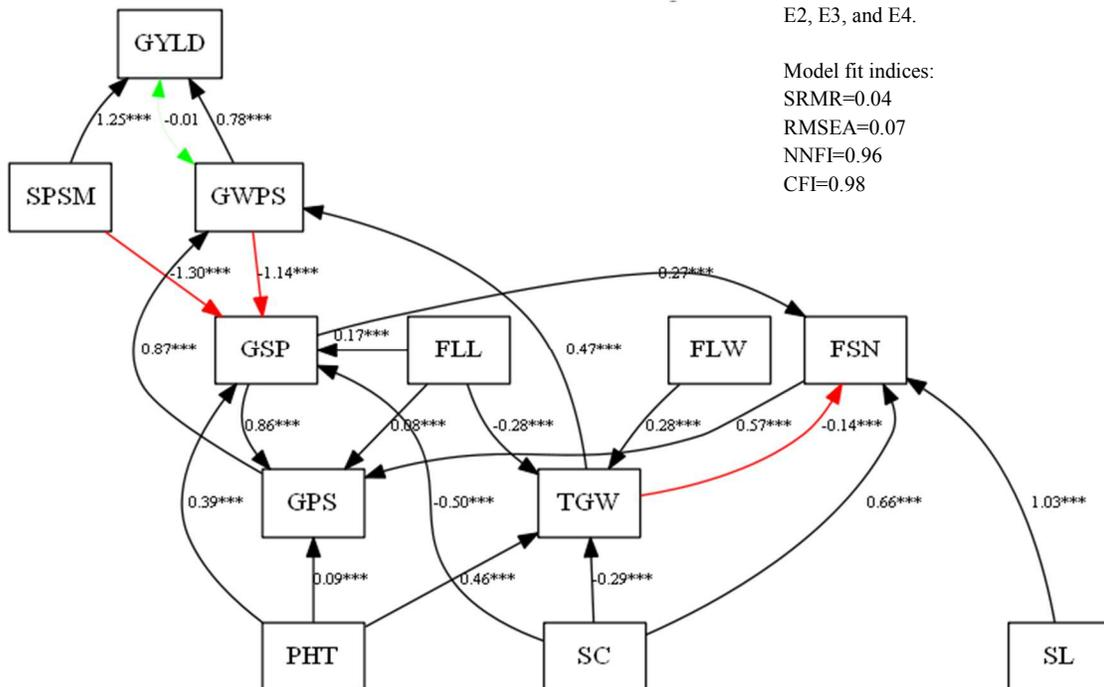 E2, E3, and E4.
Model fit indices:
SRMR=0.04
RMSEA=0.07
NNFI=0.96
CFI=0.98
GYLD
1.25*** -0.01 0.78***
SPSM GWPS
-1.30*** -1.14*** 0.27***
GSP 0.17*** FLL FLW FSN
0.87*** 0.47***
0.86*** 0.08*** -0.28*** 0.28*** 0.57*** -0.14***
GPS TGW
0.39*** -0.50*** 0.66*** 1.03***
0.09*** 0.46*** -0.29***
PHT SC SL